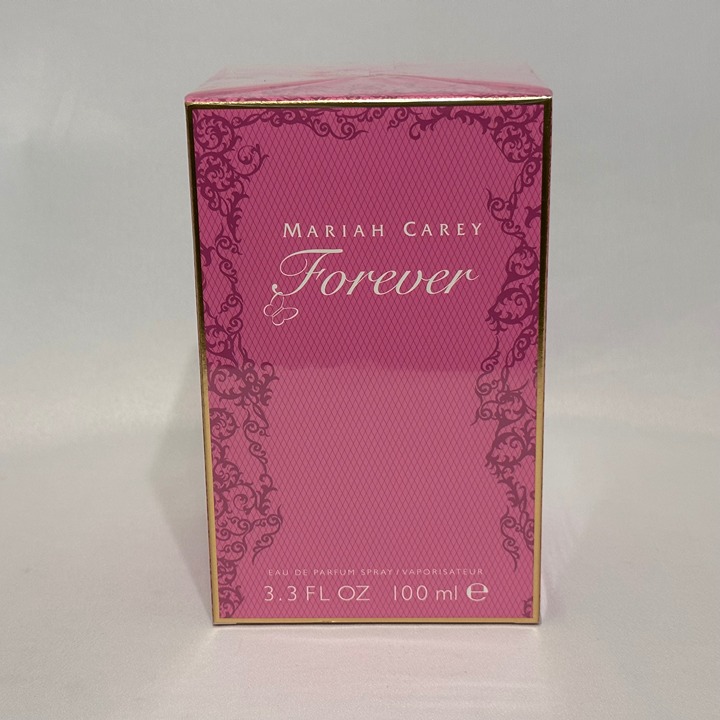 MARIAH CAREY
Forever
EAU DE PARFUM SPRAY/VAPORISATEUR
3.3 FL OZ 100 ml ℮